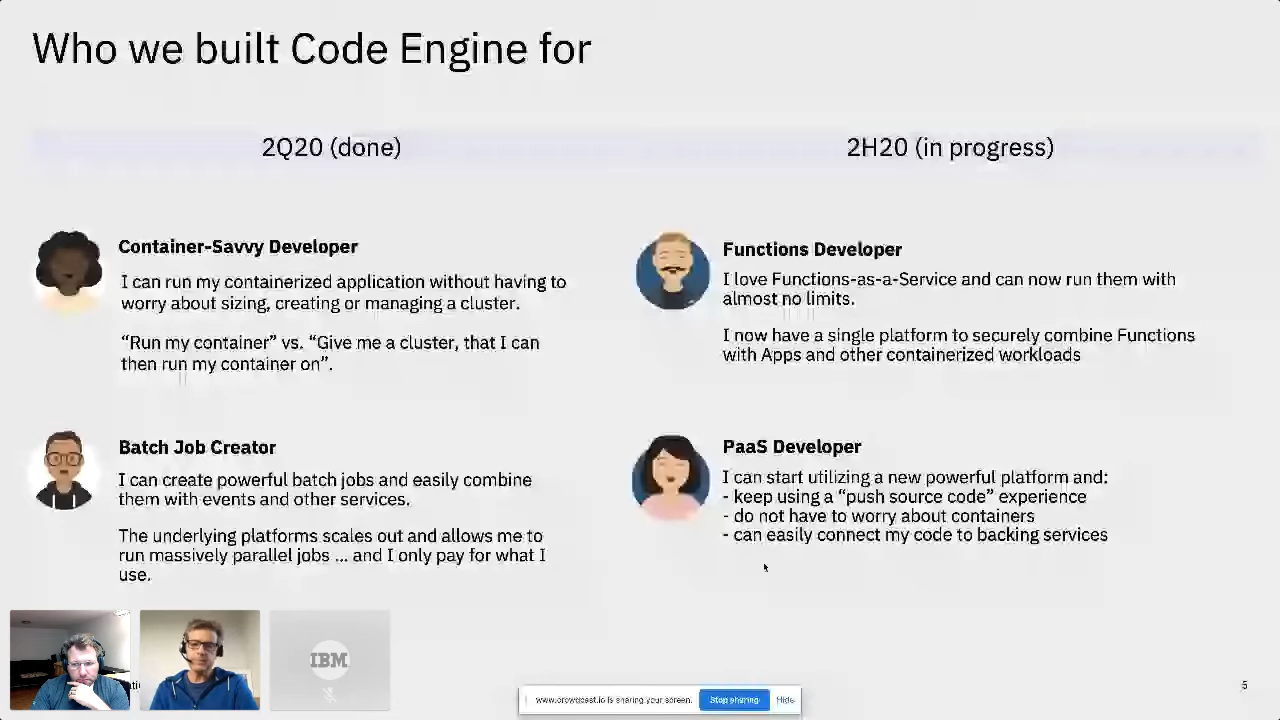 Who we built Code Engine for
2Q20 (done)
2H20 (in progress)
Container-Savvy Developer
I can run my containerized application without having to
worry about sizing, creating or managing a cluster.
“Run my container” vs. “Give me a cluster, that I can
then run my container on”.
Functions Developer
I love Functions-as-a-Service and can now run them with
almost no limits.
I now have a single platform to securely combine Functions
with Apps and other containerized workloads
Batch Job Creator
I can create powerful batch jobs and easily combine
them with events and other services.
The underlying platforms scales out and allows me to
run massively parallel jobs ... and I only pay for what I
use.
PaaS Developer
I can start utilizing a new powerful platform and:
- keep using a “push source code” experience
- do not have to worry about containers
- can easily connect my code to backing services
IBM
www.crowdcast.io is sharing your screen.
Stop sharing
Hide
5